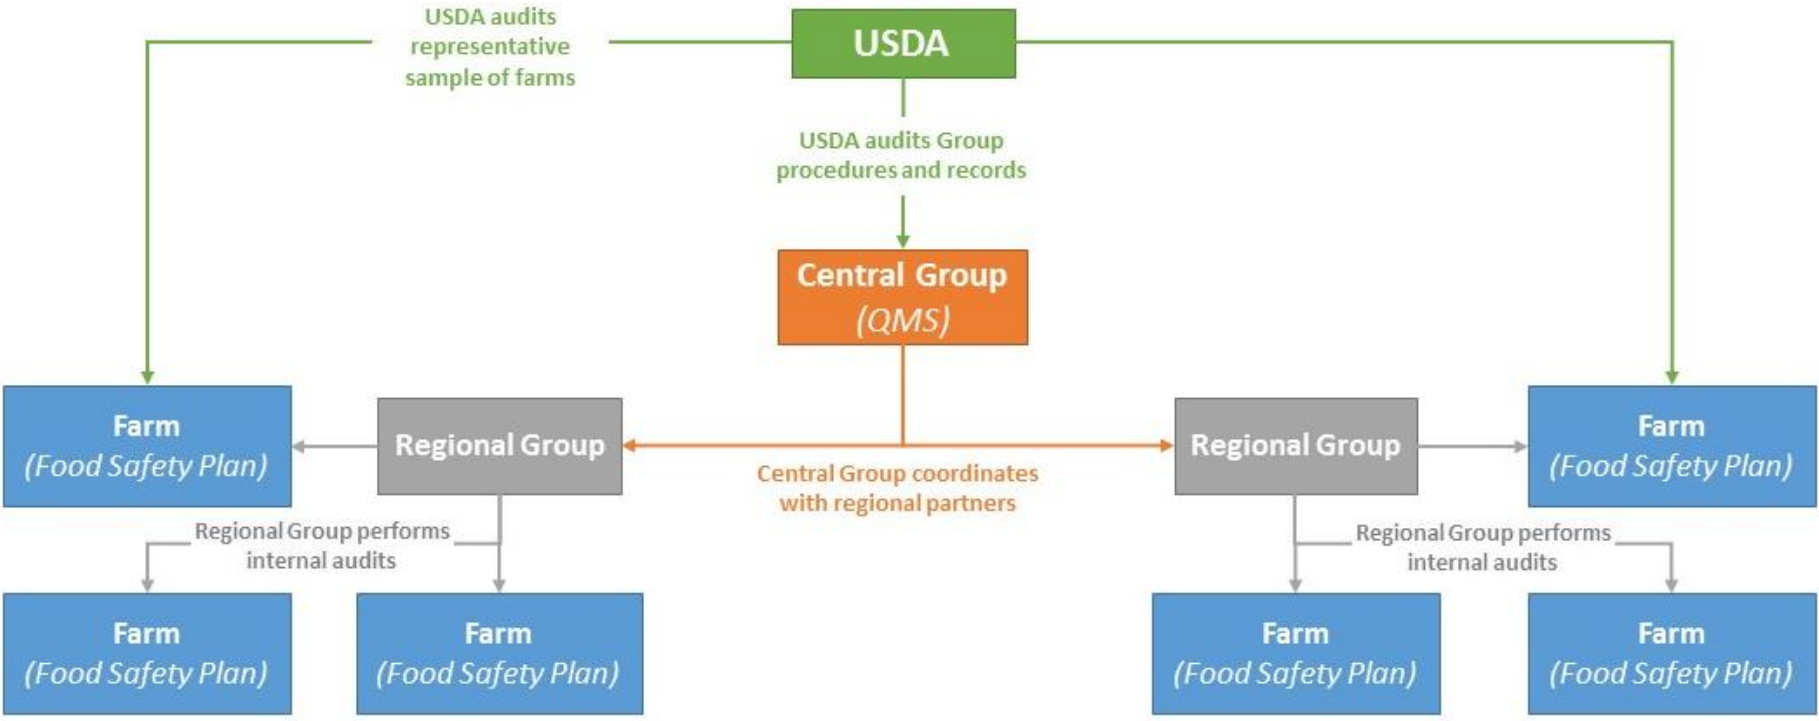 USDA audits
representative
sample of farms
USDA
USDA audits Group
procedures and records
Central Group
(QMS)
Farm
(Food Safety Plan)
Regional Group
Central Group coordinates
with regional partners
Regional Group
Farm
(Food Safety Plan)
Regional Group performs
internal audits
Regional Group performs
internal audits
Farm
(Food Safety Plan)
Farm
(Food Safety Plan)
Farm
(Food Safety Plan)
Farm
(Food Safety Plan)